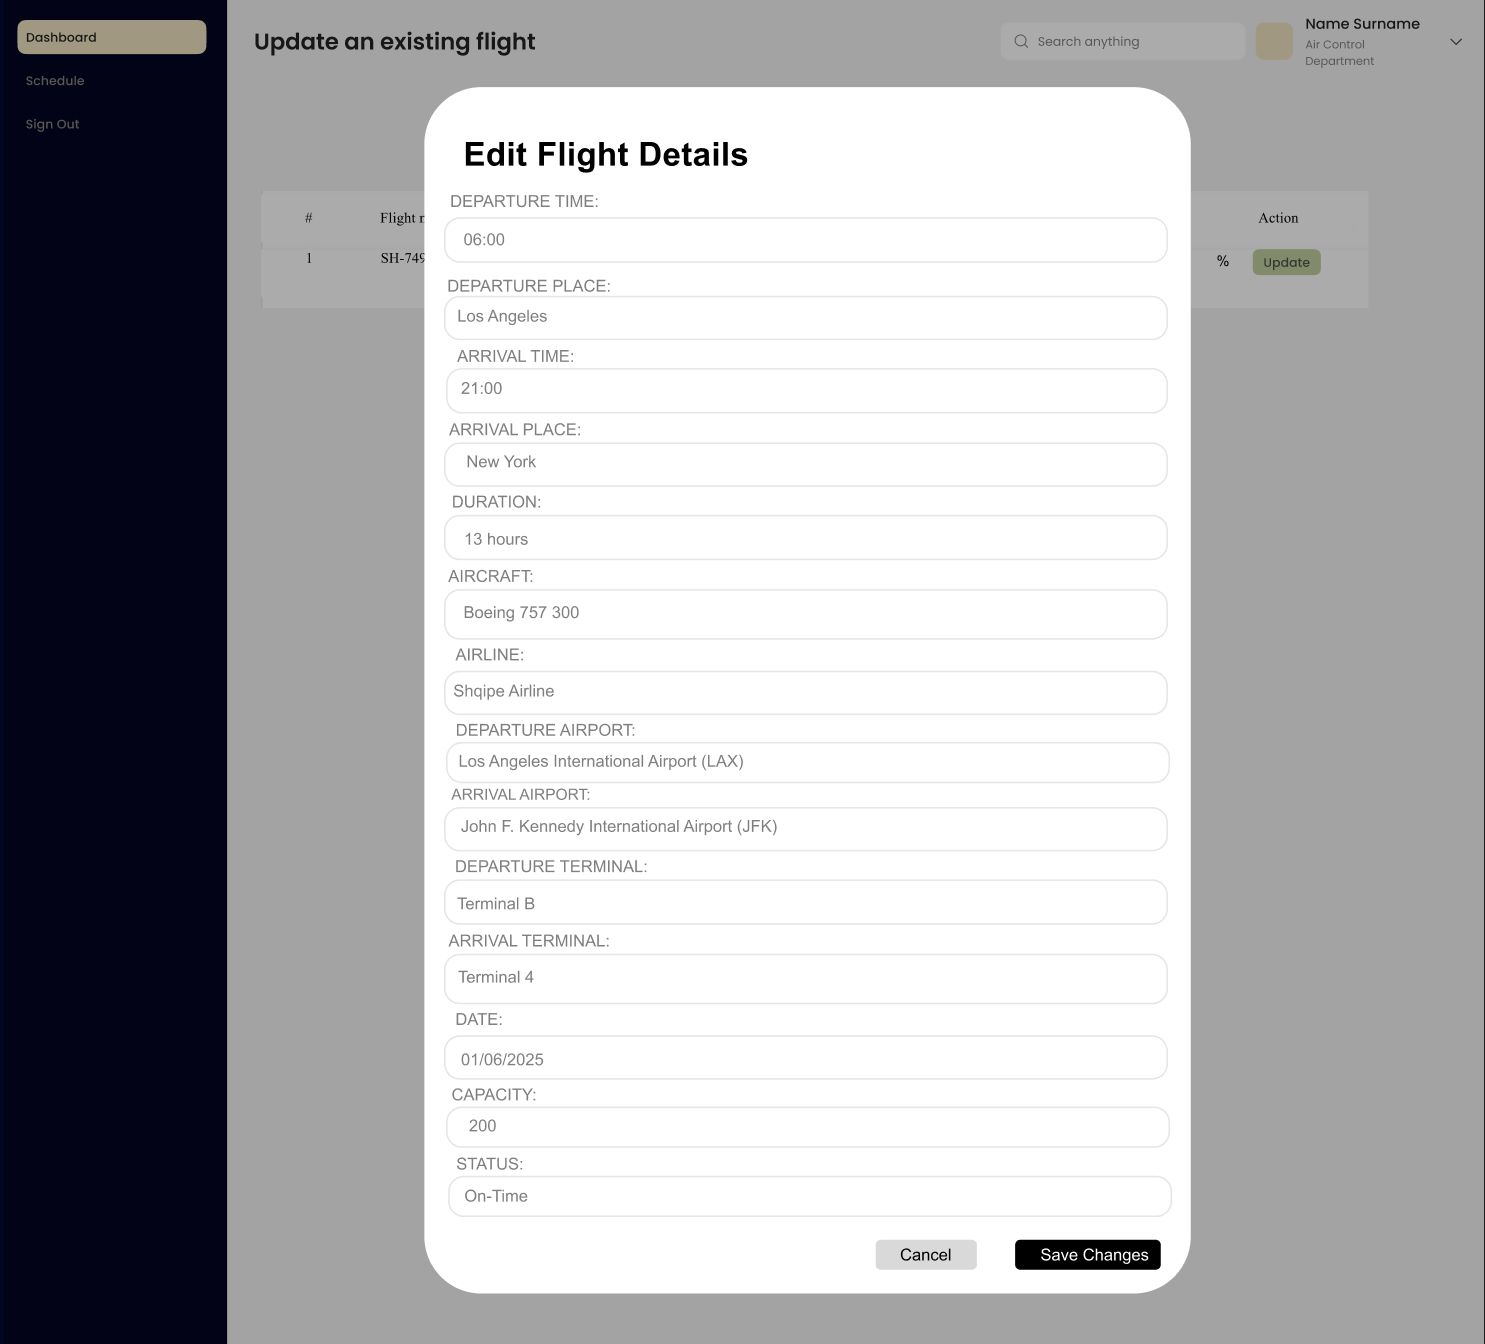 Dashboard
Schedule
Sign Out
Update an existing flight
Search anything
Name Surname
Air Control
Department
# Flight Action
1 SH-749 % Update
Edit Flight Details
DEPARTURE TIME:
06:00
DEPARTURE PLACE:
Los Angeles
ARRIVAL TIME:
21:00
ARRIVAL PLACE:
New York
DURATION:
13 hours
AIRCRAFT:
Boeing 757 300
AIRLINE:
Shqipe Airline
DEPARTURE AIRPORT:
Los Angeles International Airport (LAX)
ARRIVAL AIRPORT:
John F. Kennedy International Airport (JFK)
DEPARTURE TERMINAL:
Terminal B
ARRIVAL TERMINAL:
Terminal 4
DATE:
01/06/2025
CAPACITY:
200
STATUS:
On-Time
Cancel Save Changes